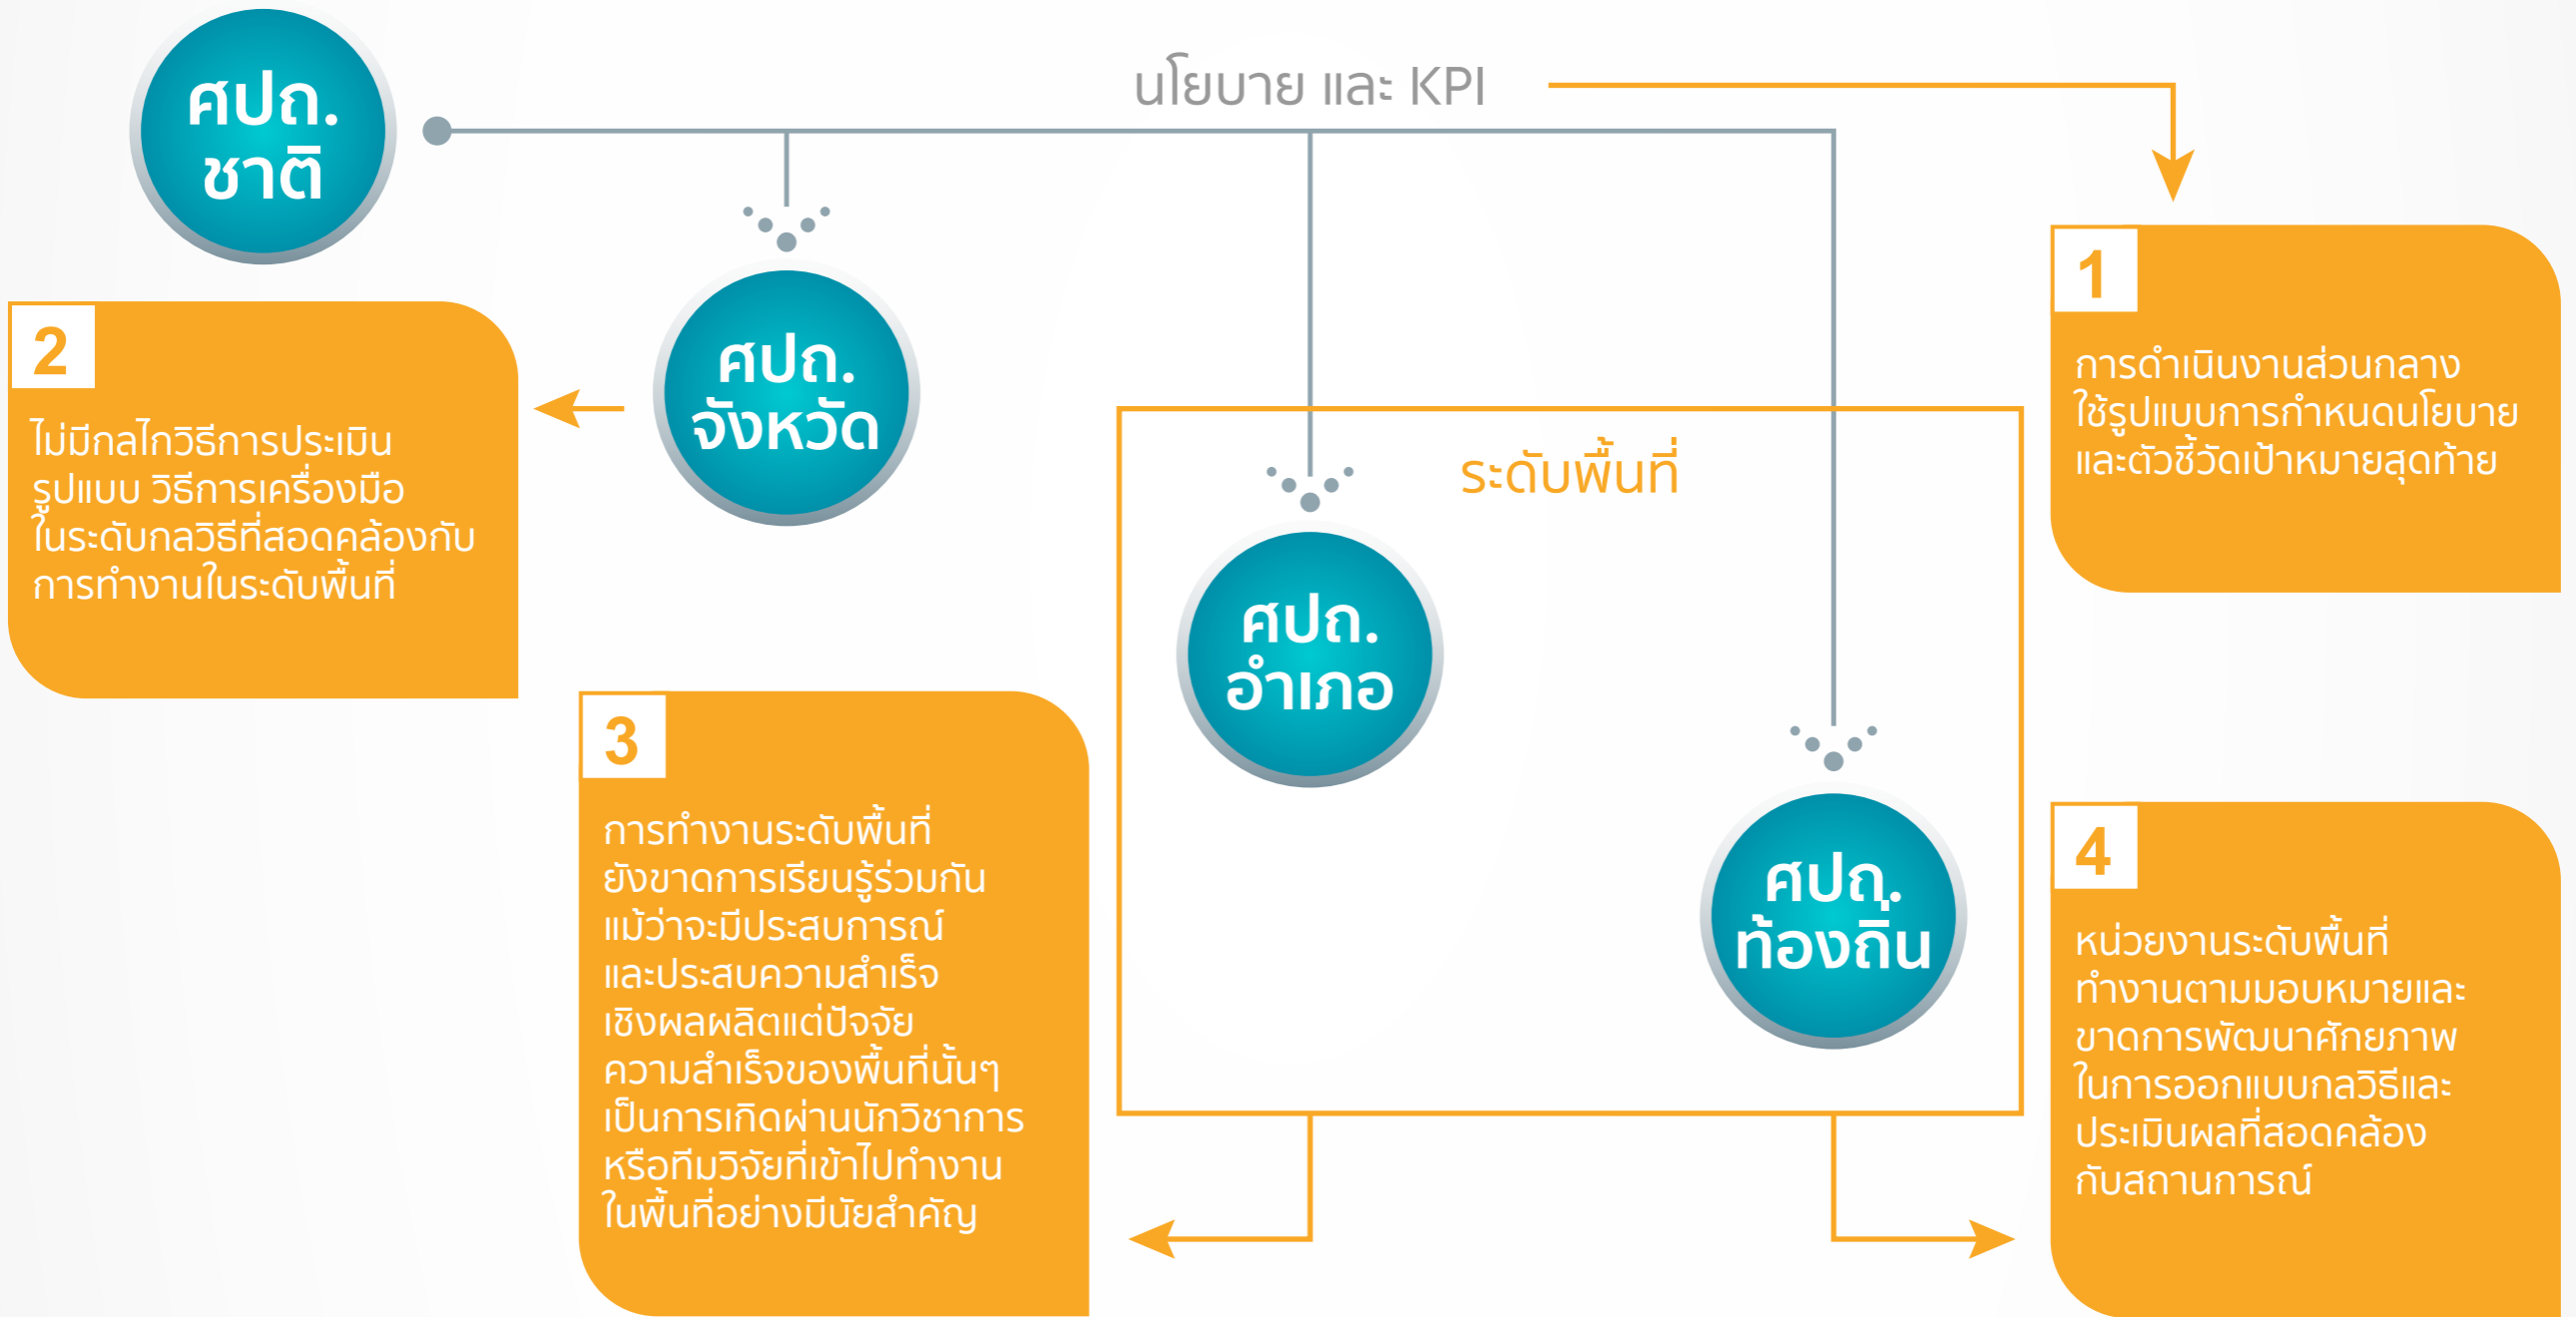 ศปถ.
ชาติ
นโยบาย และ KPI
1
การดำเนินงานส่วนกลาง
ใช้รูปแบบการกำหนดนโยบาย
และตัวชี้วัดเป้าหมายสุดท้าย
2
ไม่มีกลไกวิธีการประเมิน
รูปแบบ วิธีการเครื่องมือ
ในระดับกลวิธีที่สอดคล้องกับ
การทำงานในระดับพื้นที่
ศปถ.
จังหวัด
ระดับพื้นที่
ศปถ.
อำเภอ
ศปถ.
ท้องถิ่น
3
การทำงานระดับพื้นที่
ยังขาดการเรียนรู้ร่วมกัน
แม้ว่าจะมีประสบการณ์
และประสบความสำเร็จ
เชิงผลผลิตแต่ปัจจัย
ความสำเร็จของพื้นที่นั้นๆ
เป็นการเกิดผ่านนักวิชาการ
หรือทีมวิจัยที่เข้าไปทำงาน
ในพื้นที่อย่างมีนัยสำคัญ
4
หน่วยงานระดับพื้นที่
ทำงานตามมอบหมายและ
ขาดการพัฒนาศักยภาพ
ในการออกแบบกลวิธีและ
ประเมินผลที่สอดคล้อง
กับสถานการณ์